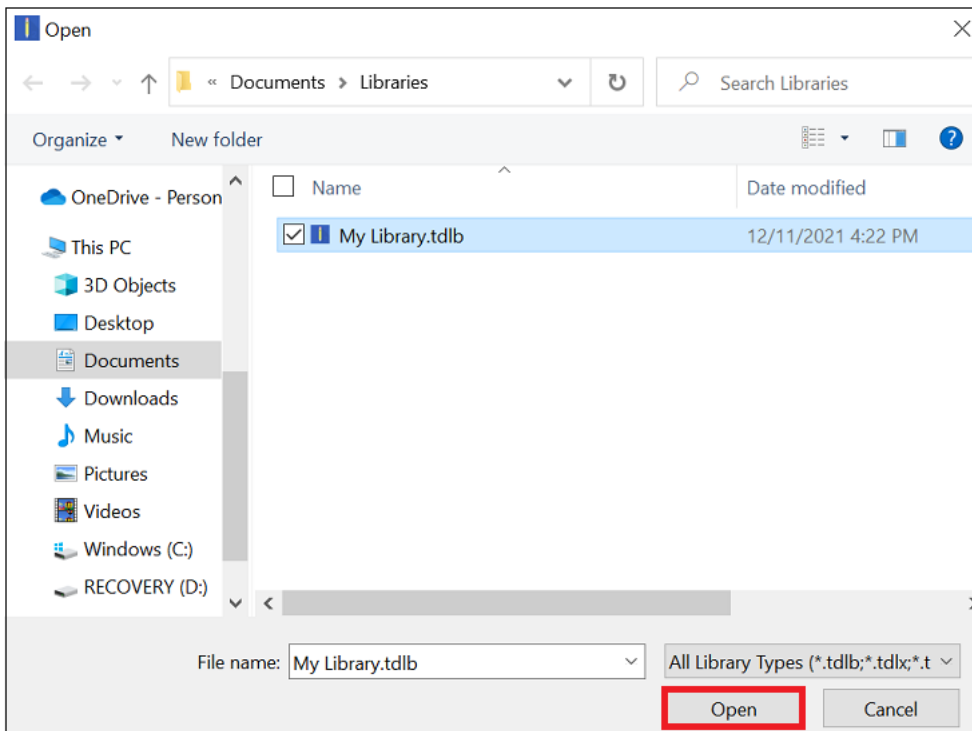 Open
« Documents > Libraries
Search Libraries
Organize
New folder
Name
Date modified
OneDrive - Person
This PC
3D Objects
Desktop
Documents
Downloads
Music
Pictures
Videos
Windows (C:)
RECOVERY (D:)
My Library.tdlb 12/11/2021 4:22 PM
File name: My Library.tdlb
All Library Types (*.tdlb;*.tdlx;*.t
Open
Cancel